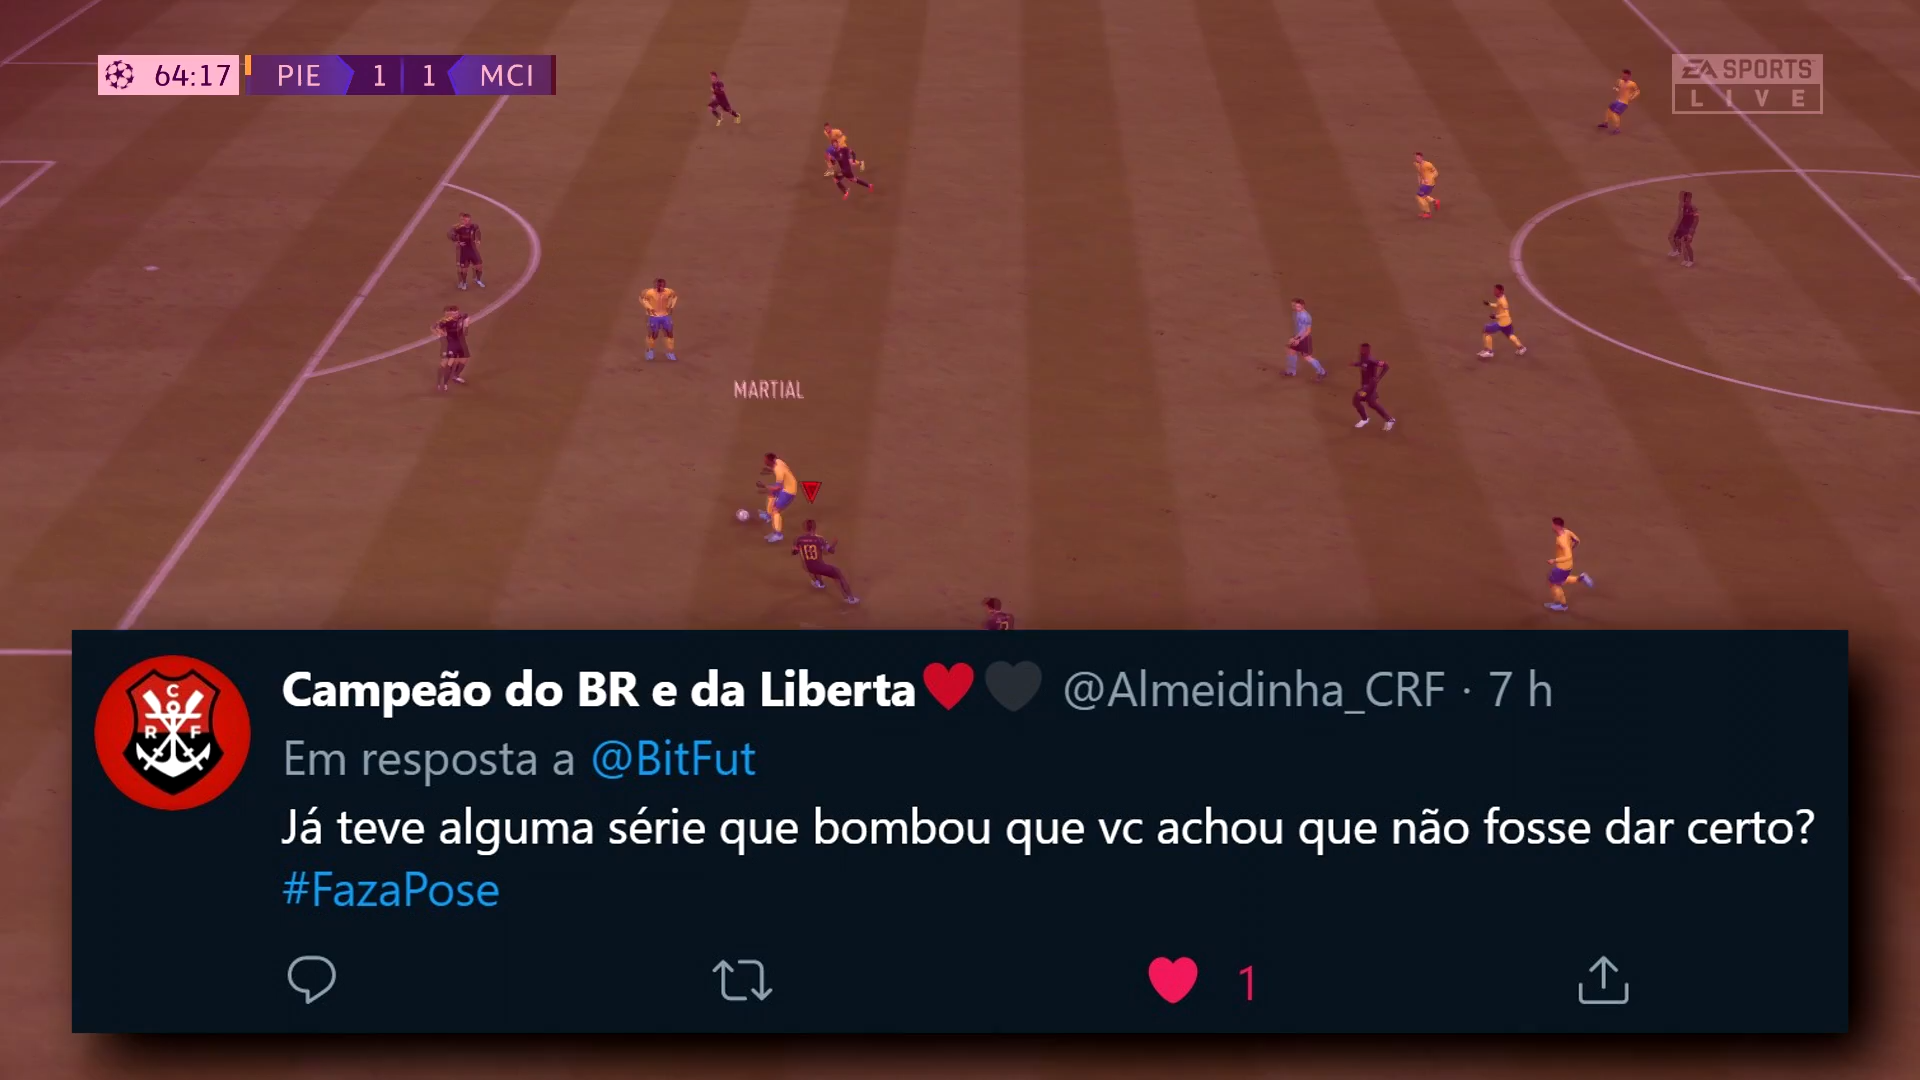 64:17 PIE 1 1 MCI
EA SPORTS
LIVE
MARTIAL
Campeão do BR e da Liberta @Almeidinha_CRF · 7 h
Em resposta a @BitFut
Já teve alguma série que bombou que vc achou que não fosse dar certo?
#FazaPose
1
C
R F